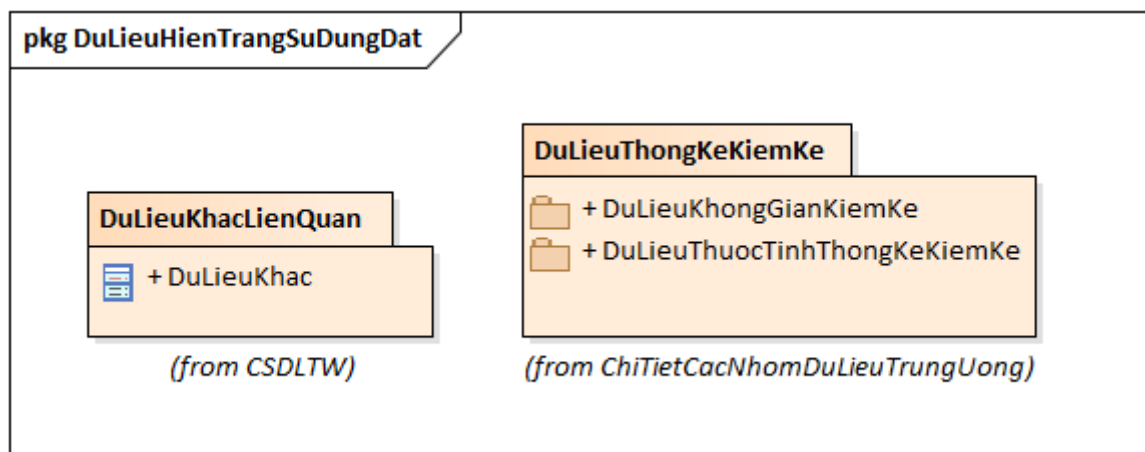 pkg DuLieuHienTrangSuDungDat
DuLieuKhacLienQuan
+ DuLieuKhac
(from CSDLTW)
DuLieuThongKeKiemKe
+ DuLieuKhongGianKiemKe
+ DuLieuThuocTinhThongKeKiemKe
(from ChiTietCacNhomDuLieuTrungUong)